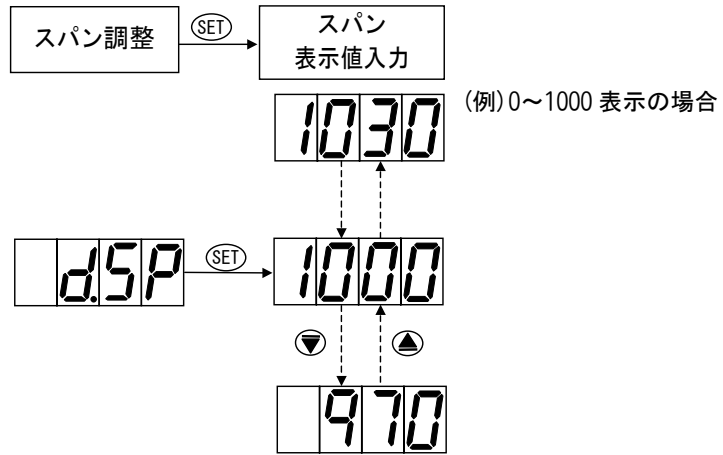 スパン調整
SET
スパン
表示値入力
(例)0～1000 表示の場合
1030
d.SP
SET
1000
970